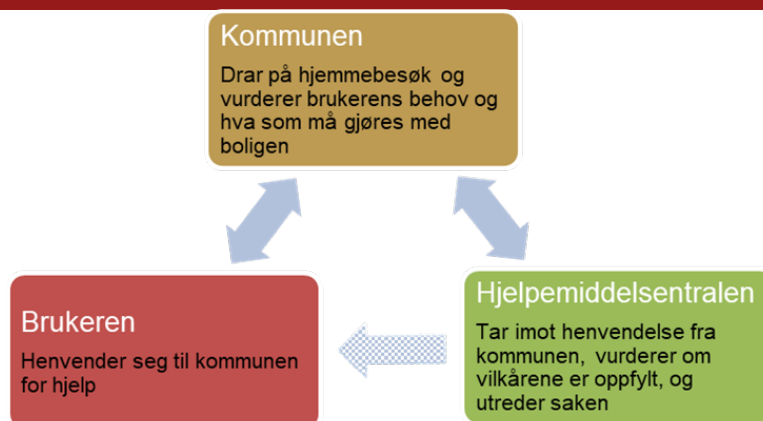 Kommunen
Drar på hjemmebesøk og
vurderer brukerens behov og
hva som må gjøres med
boligen
Brukeren
Henvender seg til kommunen
for hjelp
Hjelpemiddelsentralen
Tar imot henvendelse fra
kommunen, vurderer om
vilkårene er oppfylt, og
utreder saken